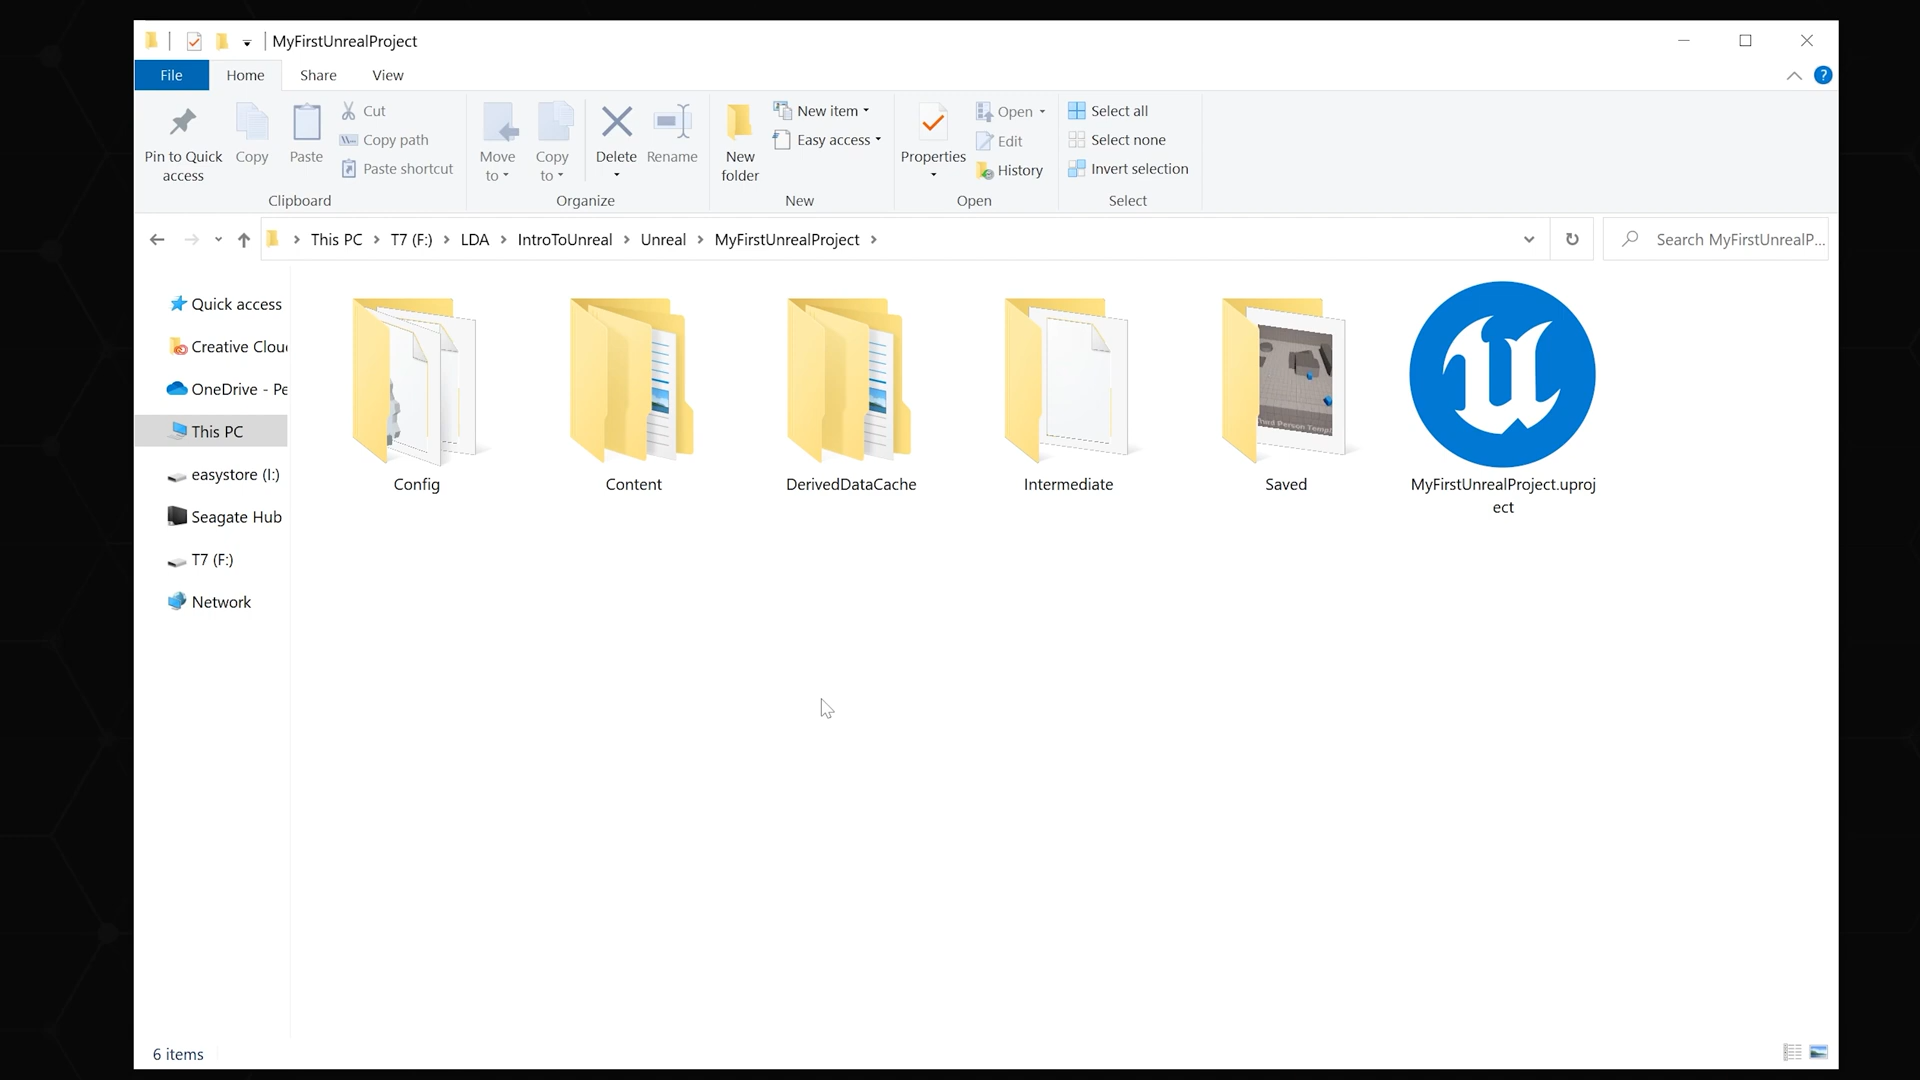 MyFirstUnrealProject
File Home Share View
Pin to Quick access
Copy
Paste
Cut
Copy path
Paste shortcut
Clipboard
Move to
Copy to
Delete
Rename
Organize
New folder
New item
Easy access
New
Properties
Open
Edit
History
Open
Select all
Select none
Invert selection
Select
This PC > T7 (F:) > LDA > IntroToUnreal > Unreal > MyFirstUnrealProject >
Search MyFirstUnrealP...
Quick access
Creative Clou
OneDrive - Pe
This PC
easystore (I:)
Seagate Hub
T7 (F:)
Network
Config
Content
DerivedDataCache
Intermediate
Saved
MyFirstUnrealProject.uproj
ect
6 items